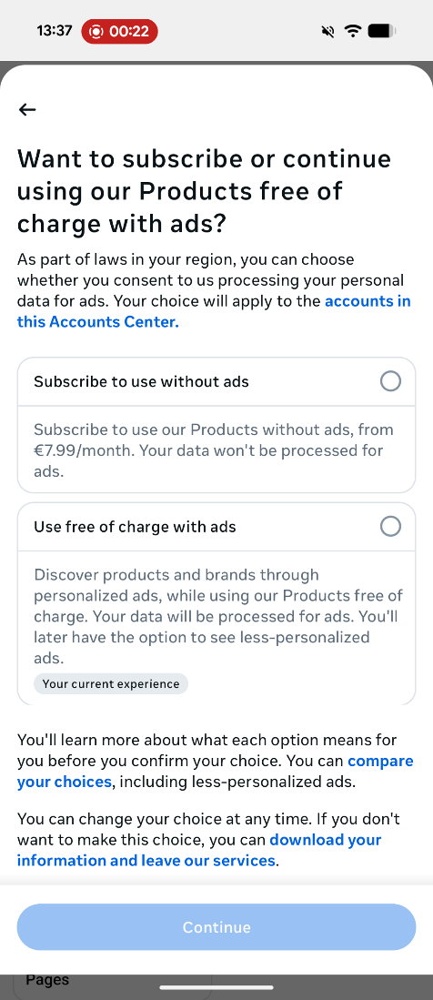 13:37
00:22
Want to subscribe or continue
using our Products free of
charge with ads?
As part of laws in your region, you can choose
whether you consent to us processing your personal
data for ads. Your choice will apply to the accounts in
this Accounts Center.
Subscribe to use without ads
Subscribe to use our Products without ads, from
€7.99/month. Your data won't be processed for
ads.
Use free of charge with ads
Discover products and brands through
personalized ads, while using our Products free of
charge. Your data will be processed for ads. You'll
later have the option to see less-personalized
ads.
Your current experience
You'll learn more about what each option means for
you before you confirm your choice. You can compare
your choices, including less-personalized ads.
You can change your choice at any time. If you don't
want to make this choice, you can download your
information and leave our services.
Continue
Pages